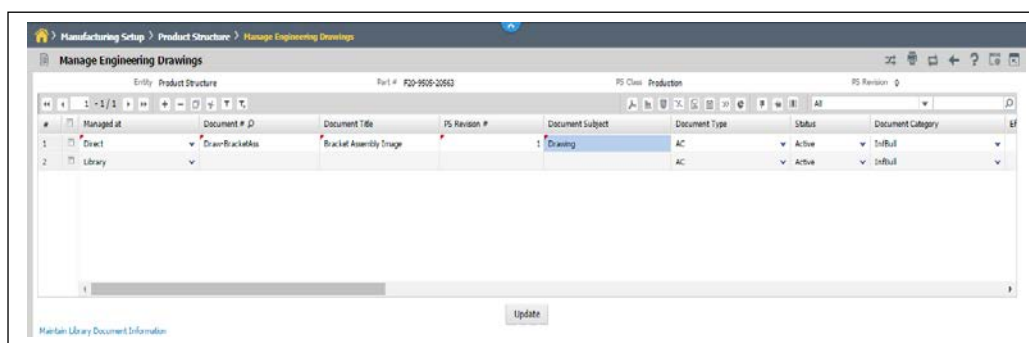 Manufacturing Setup > Product Structure > Manage Engineering Drawings
Manage Engineering Drawings
Entity Product Structure Part # PS Class Production PS Revision 0
1 - 1 / 1 All
# Managed at Document # Document Title PS Revision # Document Subject Document Type Status Document Category Ef
1 Direct Draw-BracketAss Bracket Assembly Image 1 Drawing AC Active InfBull
2 Library AC Active InfBull
Update
Maintain Library Document Information